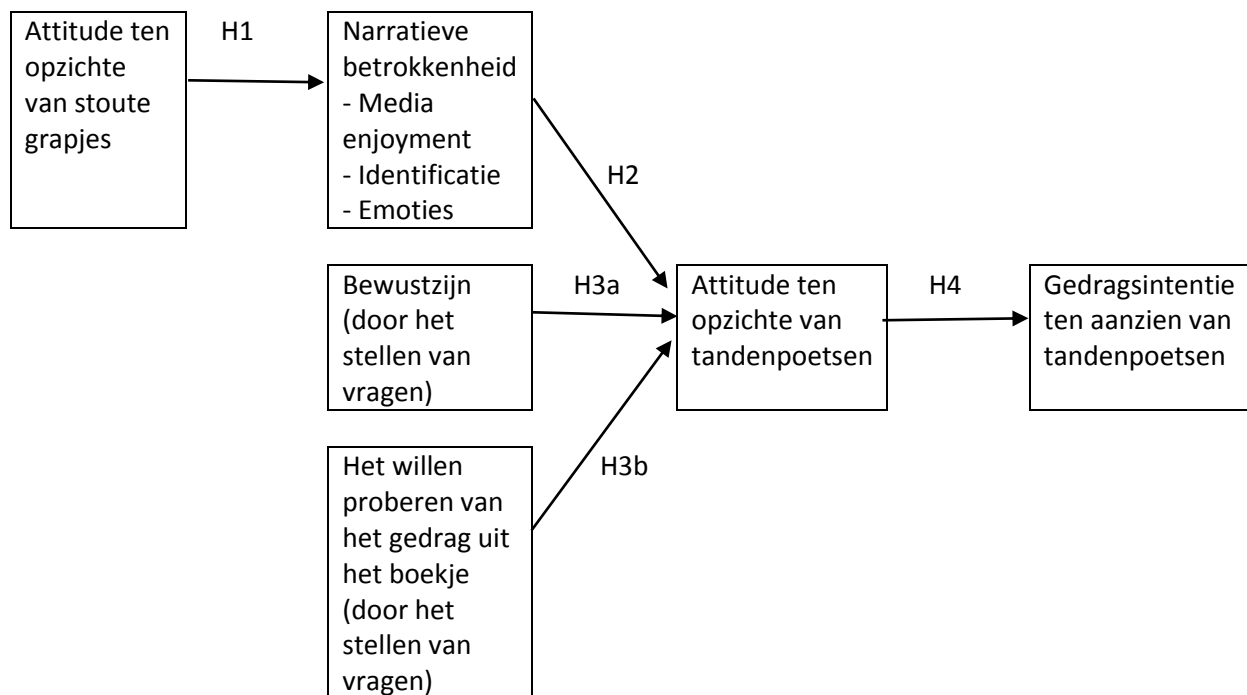 Attitude ten
opzichte
van stoute
grapjes
H1
Narratieve
betrokkenheid
- Media
enjoyment
- Identificatie
- Emoties
H2
Bewustzijn
(door het
stellen van
vragen)
H3a
Attitude ten
opzichte van
tandenpoetsen
H4
Gedragsintentie
ten aanzien van
tandenpoetsen
Het willen
proberen van
het gedrag uit
het boekje
(door het
stellen van
vragen)
H3b